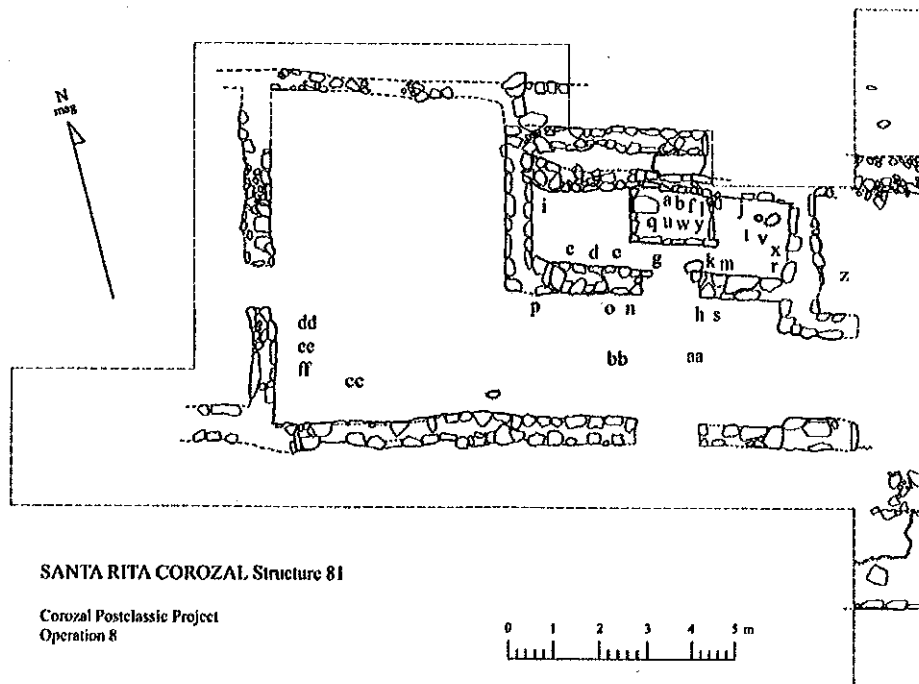 N
mag
i
a b f l
j
q u w y
t v
x
c d e
g
k m
r
z
p
o n
h s
dd
ee
ff
bb
aa
cc
SANTA RITA COROZAL Structure 81
Corozal Postclassic Project
Operation 8
0 1 2 3 4 5 m